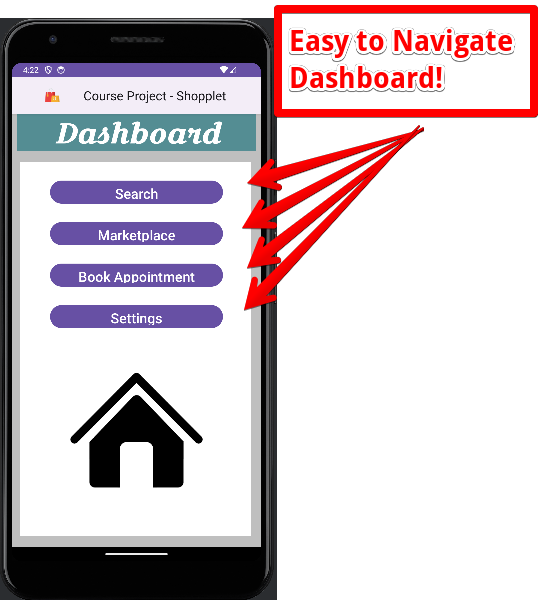 Easy to Navigate
Dashboard!
4:22
Course Project - Shopplet
Dashboard
Search
Marketplace
Book Appointment
Settings